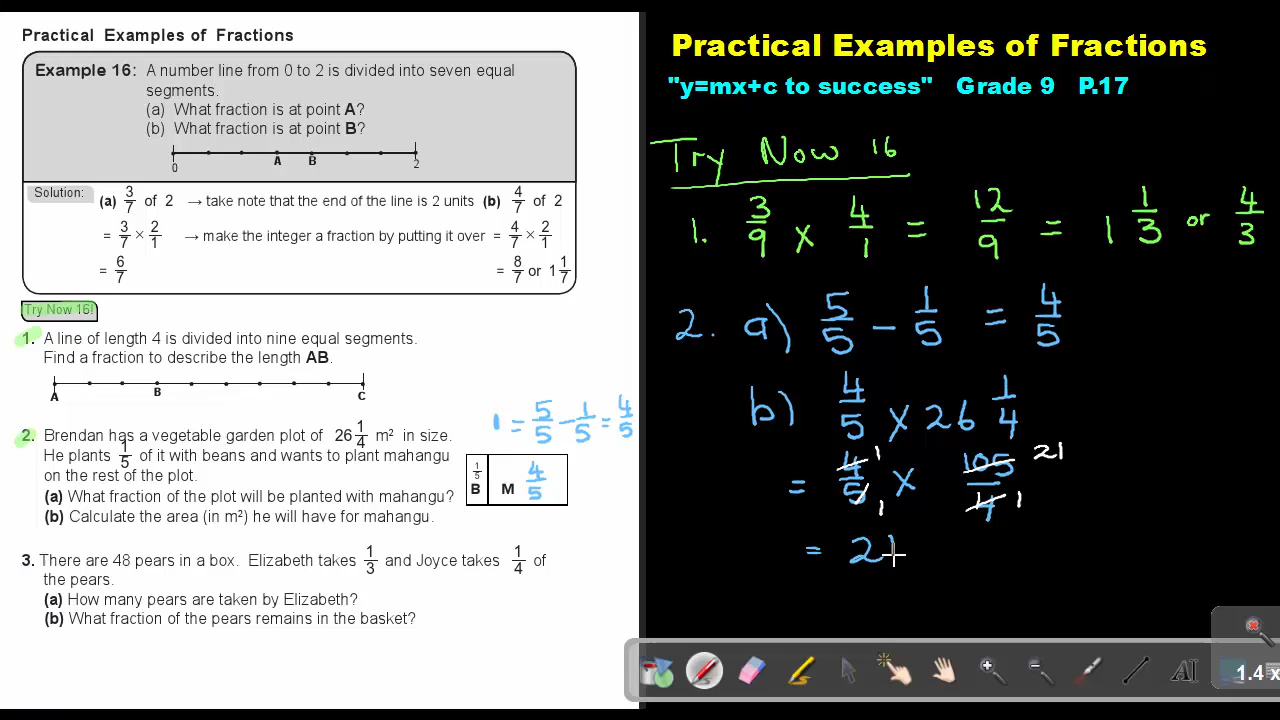 Practical Examples of Fractions
Example 16: A number line from 0 to 2 is divided into seven equal
segments.
(a) What fraction is at point A?
(b) What fraction is at point B?
0 A B 2
Solution: (a) 3/7 of 2 → take note that the end of the line is 2 units (b) 4/7 of 2
= 3/7 × 2/1 → make the integer a fraction by putting it over = 4/7 × 2/1
= 6/7 = 8/7 or 1 1/7
Try Now 16!
1. A line of length 4 is divided into nine equal segments.
Find a fraction to describe the length AB.
A B C
1 = 5/5 - 1/5 = 4/5
2. Brendan has a vegetable garden plot of 26 1/4 m² in size.
He plants 1/5 of it with beans and wants to plant mahangu
on the rest of the plot.
(a) What fraction of the plot will be planted with mahangu?
(b) Calculate the area (in m²) he will have for mahangu.
1/5 B M 4/5
3. There are 48 pears in a box. Elizabeth takes 1/3 and Joyce takes 1/4 of
the pears.
(a) How many pears are taken by Elizabeth?
(b) What fraction of the pears remains in the basket?
Practical Examples of Fractions
"y=mx+c to success" Grade 9 P.17
Try Now 16
1. 3/9 x 4/1 = 12/9 = 1 1/3 or 4/3
2. a) 5/5 - 1/5 = 4/5
b) 4/5 x 26 1/4
= 4/5 1 1 x 105/4 21 1
= 21
AI
1.4 x